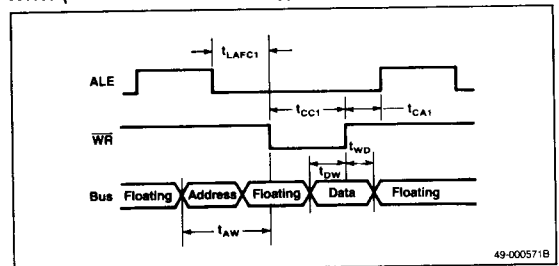 tLAFC1
ALE
tCC1
tCA1
WR
tWD
tDW
Bus Floating Address Floating Data Floating
tAW
49-000571B